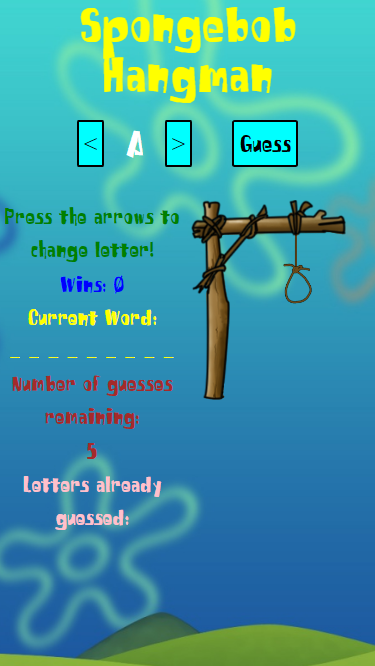 Spongebob
Hangman
< A > Guess
Press the arrows to
change letter!
Wins: 0
Current Word:
_ _ _ _ _ _ _ _ _ _
Number of guesses
remaining:
5
Letters already
guessed: